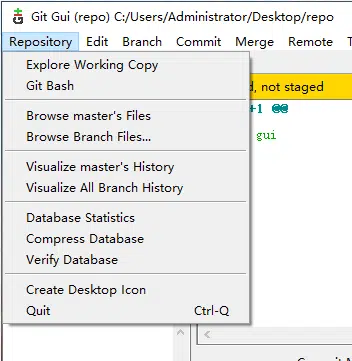 Git Gui (repo) C:/Users/Administrator/Desktop/repo
Repository Edit Branch Commit Merge Remote T
Explore Working Copy
Git Bash
, not staged
+1 @@
Browse master's Files
Browse Branch Files...
gui
Visualize master's History
Visualize All Branch History
Database Statistics
Compress Database
Verify Database
Create Desktop Icon
Quit Ctrl-Q